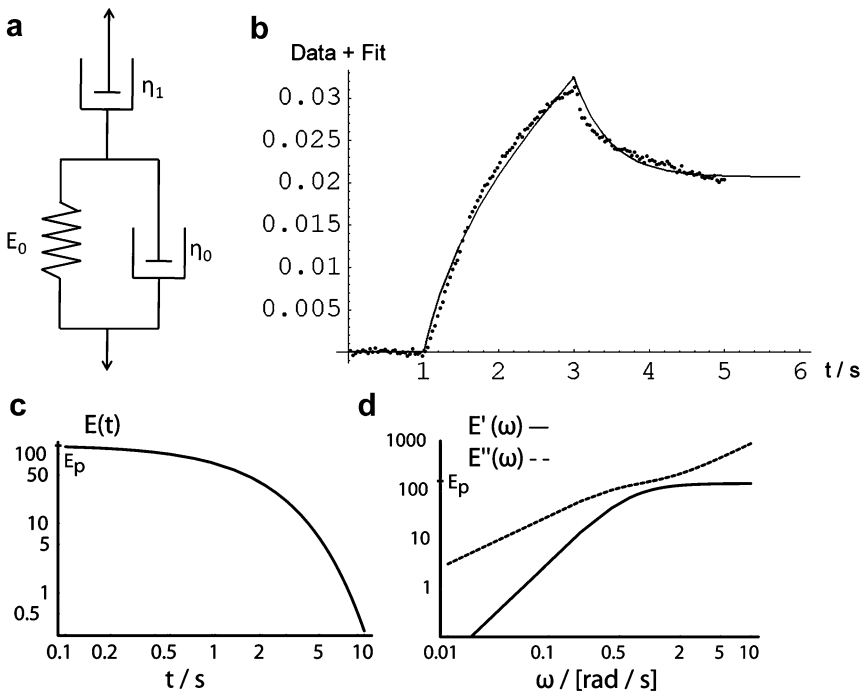 a
η1
E0
η0
b
Data + Fit
0.03
0.025
0.02
0.015
0.01
0.005
1 2 3 4 5 6 t / s
c
E(t)
100
Ep
50
10
5
1
0.5
0.1 0.2 0.5 1 2 5 10
t / s
d
E' (ω)
E"(ω)
1000
Ep
100
10
1
0.01 0.1 0.5 2 5 10
ω / [rad / s]